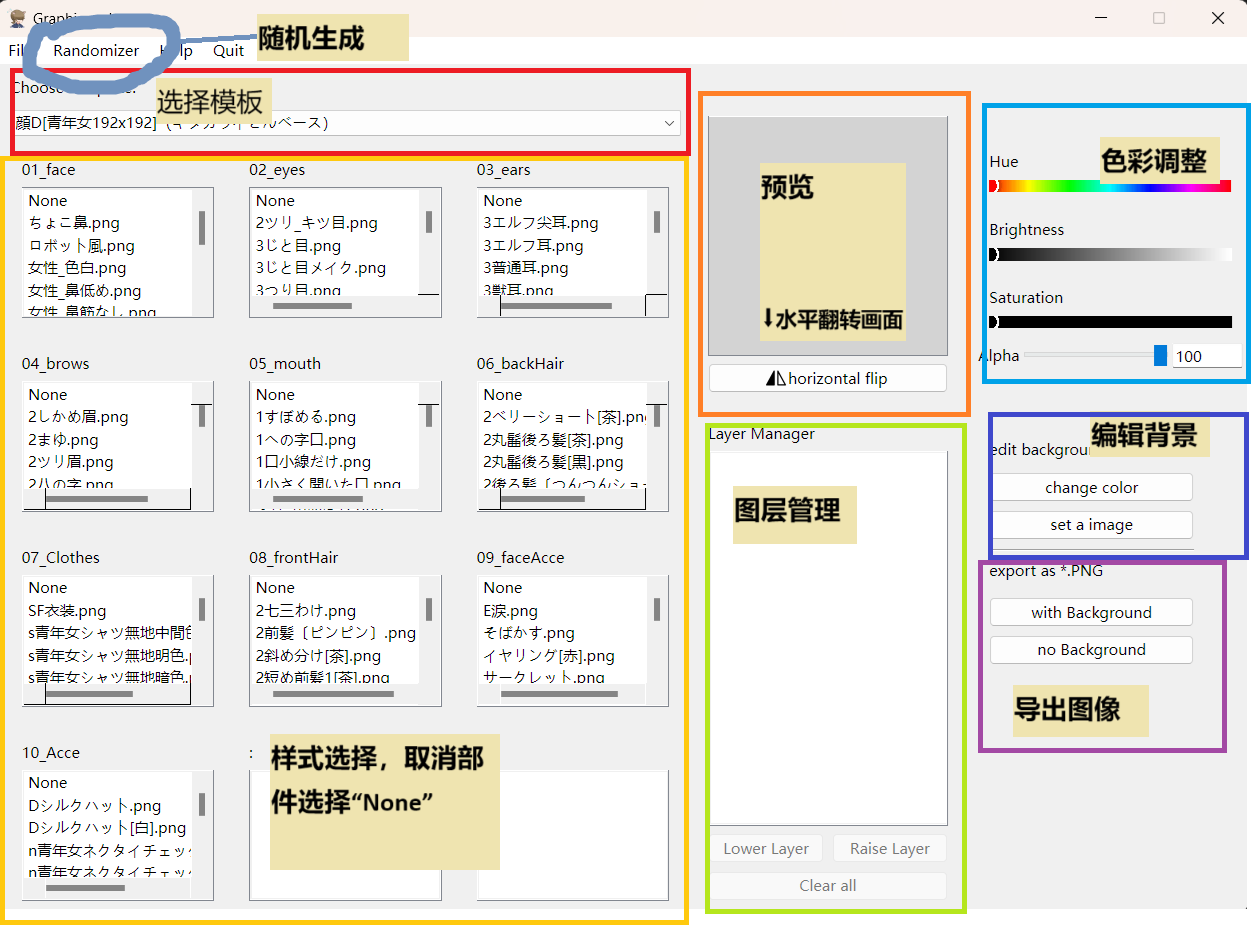 File Randomizer Help Quit
随机生成
选择模板
顔D[青年女192x192]
01_face
None
ちょこ鼻.png
ロボット風.png
女性_色白.png
女性_鼻低め.png
女性_鼻筋なし.png
02_eyes
None
2ツリ_キツ目.png
3じと目.png
3じと目メイク.png
3つり目.png
03_ears
None
3エルフ尖耳.png
3エルフ耳.png
3普通耳.png
3獣耳.png
04_brows
None
2しかめ眉.png
2まゆ.png
2ツリ眉.png
2八の字.png
05_mouth
None
1すぼめる.png
1への字口.png
1口小線だけ.png
1小さく開いた口.png
06_backHair
None
2ベリーショート[茶].png
2丸髷後ろ髪[茶].png
2丸髷後ろ髪[黒].png
2後ろ髪〔つんつんショー
07_Clothes
None
SF衣装.png
s青年女シャツ無地中間色
s青年女シャツ無地明色.p
s青年女シャツ無地暗色.
08_frontHair
None
2七三わけ.png
2前髪〔ピンピン〕.png
2斜め分け[茶].png
2短め前髪1[茶].png
09_faceAcce
None
E涙.png
そばかす.png
イヤリング[赤].png
サークレット.png
10_Acce
None
Dシルクハット.png
Dシルクハット[白].png
n青年女ネクタイチェッ
n青年女ネクタイチェッ
:
样式选择，取消部
件选择“None”
预览
↓水平翻转画面
horizontal flip
Layer Manager
图层管理
Lower Layer Raise Layer
Clear all
Hue
色彩调整
Brightness
Saturation
Alpha 100
edit backgrou
编辑背景
change color
set a image
export as *.PNG
with Background
no Background
导出图像